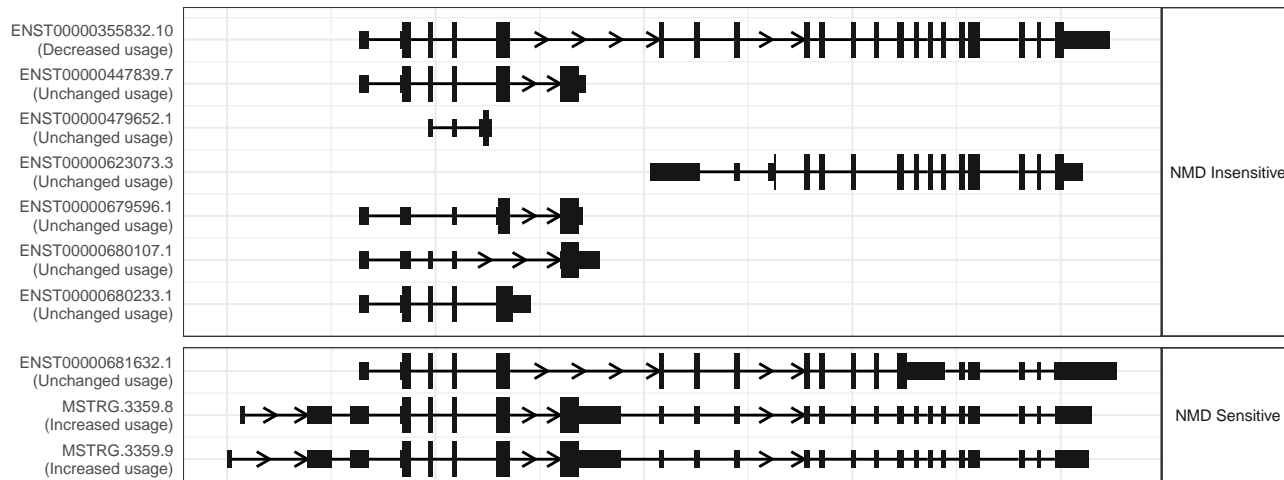 ENST00000355832.10
(Decreased usage)
ENST00000447839.7
(Unchanged usage)
ENST00000479652.1
(Unchanged usage)
ENST00000623073.3
(Unchanged usage)
NMD Insensitive
ENST00000679596.1
(Unchanged usage)
ENST00000680107.1
(Unchanged usage)
ENST00000680233.1
(Unchanged usage)
ENST00000681632.1
(Unchanged usage)
MSTRG.3359.8
(Increased usage)
NMD Sensitive
MSTRG.3359.9
(Increased usage)